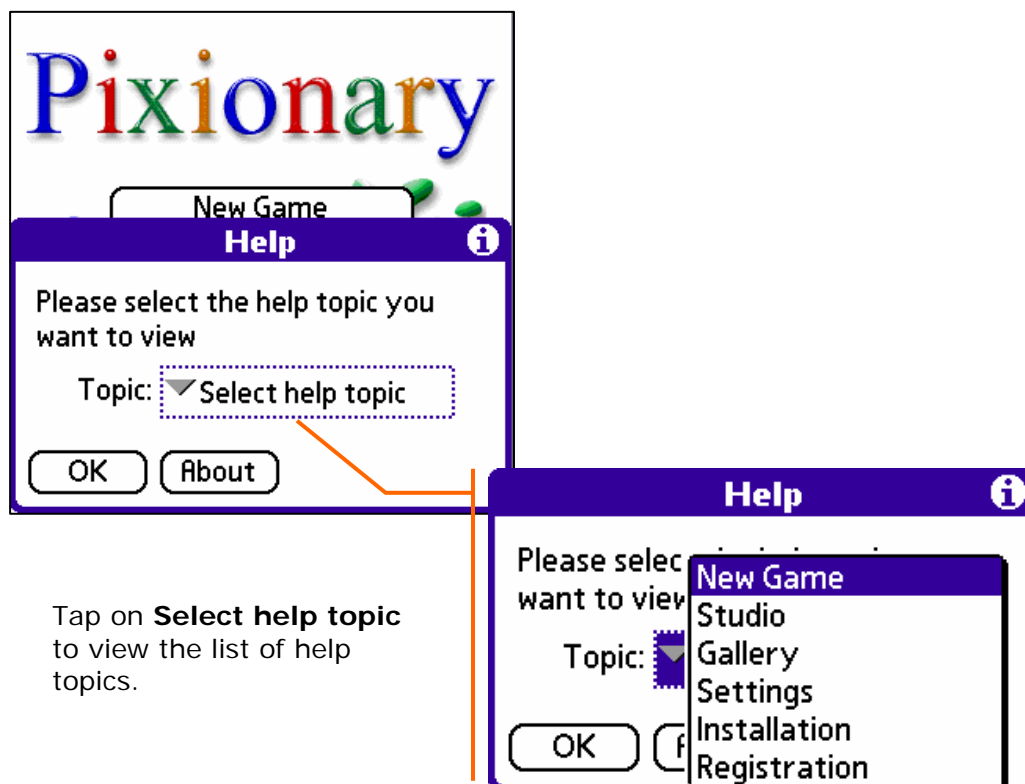 Pixionary
New Game
Help
Please select the help topic you
want to view
Topic: Select help topic
OK About
Tap on Select help topic
to view the list of help
topics.
Help
Please selec
want to view
Topic:
New Game
Studio
Gallery
Settings
Installation
Registration
OK